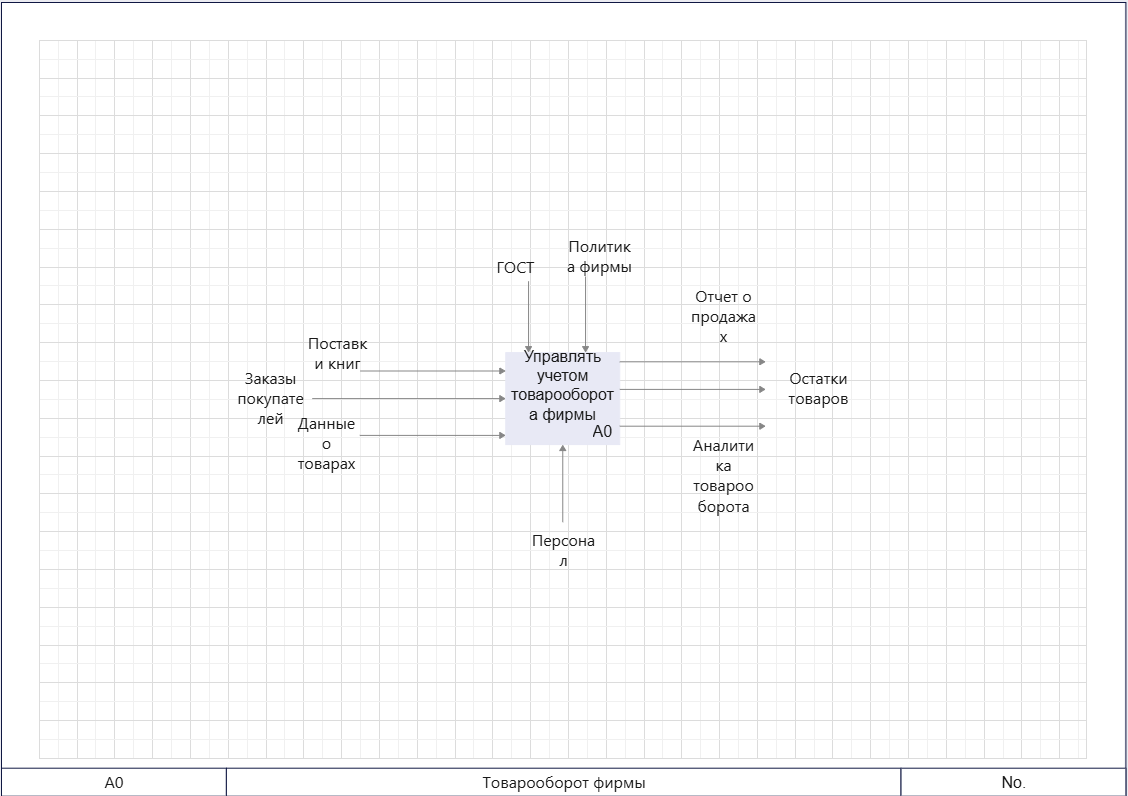 Политик
а фирмы
ГОСТ
Отчет о
продажа
х
Поставк
и книг
Заказы
покупате
лей
Данные
о
товарах
Управлять
учетом
товарооборот
а фирмы
А0
Остатки
товаров
Аналити
ка
товароо
борота
Персона
л
А0
Товарооборот фирмы
No.